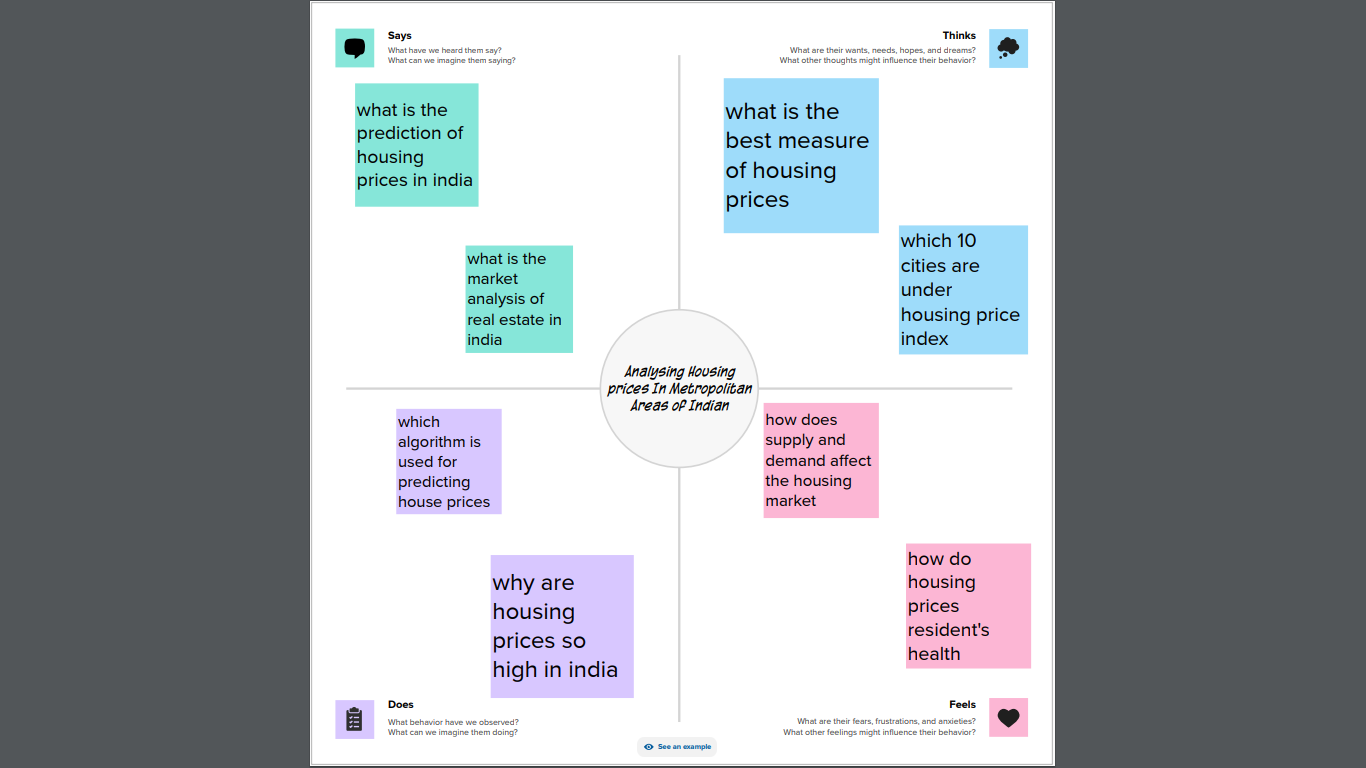 Says
What have we heard them say?
What can we imagine them saying?
Thinks
What are their wants, needs, hopes, and dreams?
What other thoughts might influence their behavior?
what is the
prediction of
housing
prices in india
what is the
market
analysis of
real estate in
india
what is the
best measure
of housing
prices
which 10
cities are
under
housing price
index
Analysing Housing
prices In Metropolitan
Areas of Indian
which
algorithm is
used for
predicting
house prices
why are
housing
prices so
high in india
how does
supply and
demand affect
the housing
market
how do
housing
prices
resident's
health
Does
What behavior have we observed?
What can we imagine them doing?
Feels
What are their fears, frustrations, and anxieties?
What other feelings might influence their behavior?
See an example